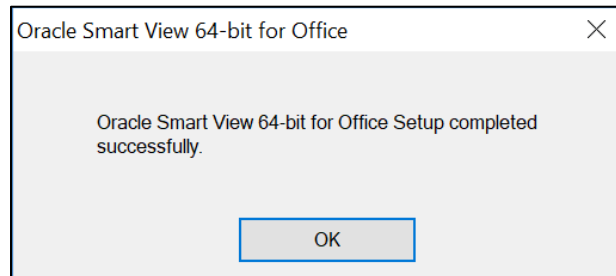 Oracle Smart View 64-bit for Office
Oracle Smart View 64-bit for Office Setup completed
successfully.
OK